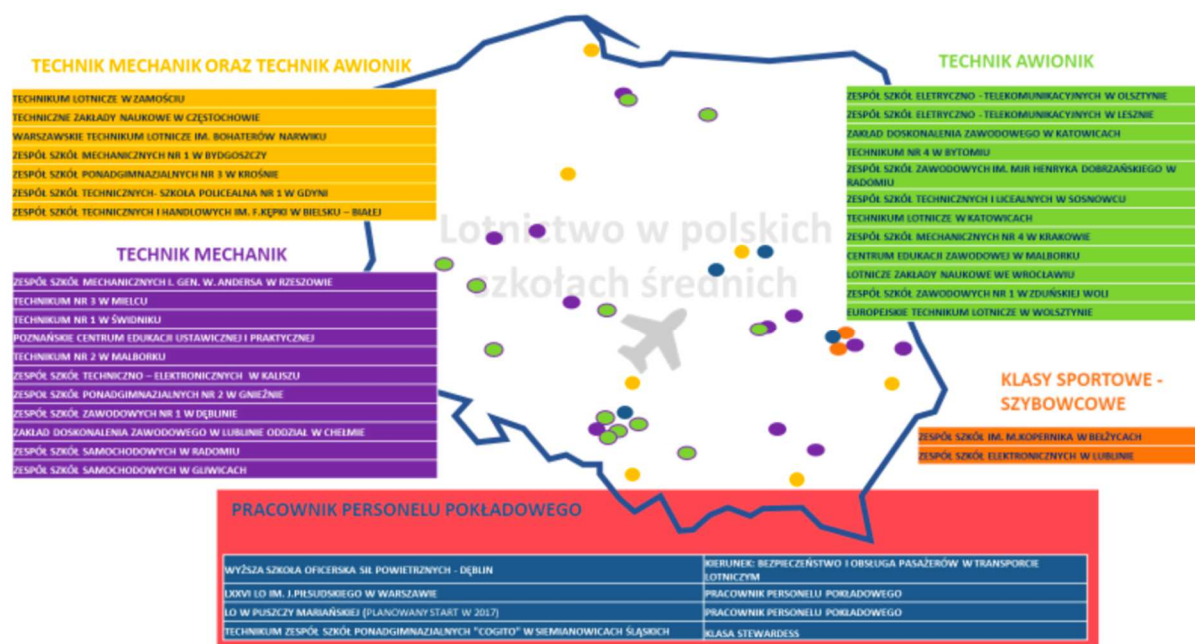 TECHNIK MECHANIK ORAZ TECHNIK AWIONIK
TECHNIKUM LOTNICZE W ZAMOŚCIU
TECHNICZNE ZAKŁADY NAUKOWE W CZĘSTOCHOWIE
WARSZAWSKIE TECHNIKUM LOTNICZE IM. BOHATERÓW NARWIKU
ZESPÓŁ SZKÓŁ MECHANICZNYCH NR 1 W BYDGOSZCZY
ZESPÓŁ SZKÓŁ PONADGIMNAZJALNYCH NR 3 W KROŚNIE
ZESPÓŁ SZKÓŁ TECHNICZNYCH- SZKOŁA POLICEALNA NR 1 W GDYNI
ZESPÓŁ SZKÓŁ TECHNICZNYCH I HANDLOWYCH IM. F.KĘPKI W BIELSKU – BIAŁEJ
TECHNIK MECHANIK
ZESPÓŁ SZKÓŁ MECHANICZNYCH I. GEN. W. ANDERSA W RZESZOWIE
TECHNIKUM NR 3 W MIELCU
TECHNIKUM NR 1 W ŚWIDNIKU
POZNAŃSKIE CENTRUM EDUKACJI USTAWICZNEJ I PRAKTYCZNEJ
TECHNIKUM NR 2 W MALBORKU
ZESPÓŁ SZKÓŁ TECHNICZNO – ELEKTRONICZNYCH W KALISZU
ZESPOŁ SZKÓŁ PONADGIMNAZJALNYCH NR 2 W GNIEŹNIE
ZESPÓŁ SZKÓŁ ZAWODOWYCH NR 1 W DĘBLINIE
ZAKŁAD DOSKONALENIA ZAWODOWEGO W LUBLINIE ODDZIAŁ W CHEŁMIE
ZESPÓŁ SZKÓŁ SAMOCHODOWYCH W RADOMIU
ZESPÓŁ SZKÓŁ SAMOCHODOWYCH W GLIWICACH
Lotnictwo w polskich
szkołach średnich
TECHNIK AWIONIK
ZESPÓŁ SZKÓŁ ELETRYCZNO - TELEKOMUNIKACYJNYCH W OLSZTYNIE
ZESPÓŁ SZKÓŁ ELETRYCZNO - TELEKOMUNIKACYJNYCH W LESZNIE
ZAKŁAD DOSKONALENIA ZAWODOWEGO W KATOWICACH
TECHNIKUM NR 4 W BYTOMIU
ZESPÓŁ SZKÓŁ ZAWODOWYCH IM. MJR HENRYKA DOBRZAŃSKIEGO W
RADOMIU
ZESPÓŁ SZKÓŁ TECHNICZNYCH I LICEALNYCH W SOSNOWCU
TECHNIKUM LOTNICZE W KATOWICACH
ZESPÓŁ SZKÓŁ MECHANICZNYCH NR 4 W KRAKOWIE
CENTRUM EDUKACJI ZAWODOWEJ W MALBORKU
LOTNICZE ZAKŁADY NAUKOWE WE WROCŁAWIU
ZESPÓŁ SZKÓŁ ZAWODOWYCH NR 1 W ZDUŃSKIEJ WOLI
EUROPEJSKIE TECHNIKUM LOTNICZE W WOLSZTYNIE
KLASY SPORTOWE -
SZYBOWCOWE
ZESPÓŁ SZKÓŁ IM. M.KOPERNIKA W BEŁŻYCACH
ZESPÓŁ SZKÓŁ ELEKTRONICZNYCH W LUBLINIE
PRACOWNIK PERSONELU POKŁADOWEGO
WYŻSZA SZKOŁA OFICERSKA SIŁ POWIETRZNYCH - DĘBLIN
KIERUNEK: BEZPIECZEŃSTWO I OBSŁUGA PASAŻERÓW W TRANSPORCIE
LOTNICZYM
LXXVI LO IM. J.PIŁSUDSKIEGO W WARSZAWIE
PRACOWNIK PERSONELU POKŁADOWEGO
LO W PUSZCZY MARIAŃSKIEJ (PLANOWANY START W 2017)
PRACOWNIK PERSONELU POKŁADOWEGO
TECHNIKUM ZESPÓŁ SZKÓŁ PONADGIMNAZJALNYCH "COGITO" W SIEMIANOWICACH ŚLĄSKICH
KLASA STEWARDESS